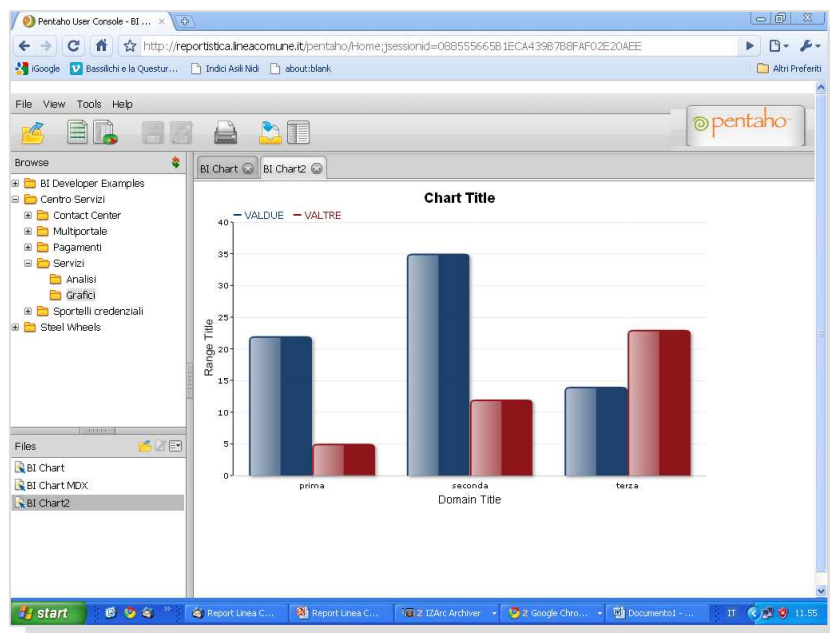 Pentaho User Console - BI ...
http://reportistica.lineacomune.it/pentaho/Home;jsessionid=088555665B1ECA439B7B8FAF02E20AEE
iGoogle Bassilichi e la Questur... Indici Asili Nidi about:blank Altri Preferiti
File View Tools Help
pentaho
Browse
BI Chart BI Chart2
BI Developer Examples
Centro Servizi
Contact Center
Multiportale
Pagamenti
Servizi
Analisi
Grafici
Sportelli credenziali
Steel Wheels
Files
BI Chart
BI Chart MDX
BI Chart2
Chart Title
VALDUE VALTRE
Range Title
40
35
30
25
20
15
10
5
0
prima seconda terza
Domain Title
start Report Linea C... Report Linea C... 2 IZArc Archiver 2 Google Chro... Documento1 - ... IT 11.55